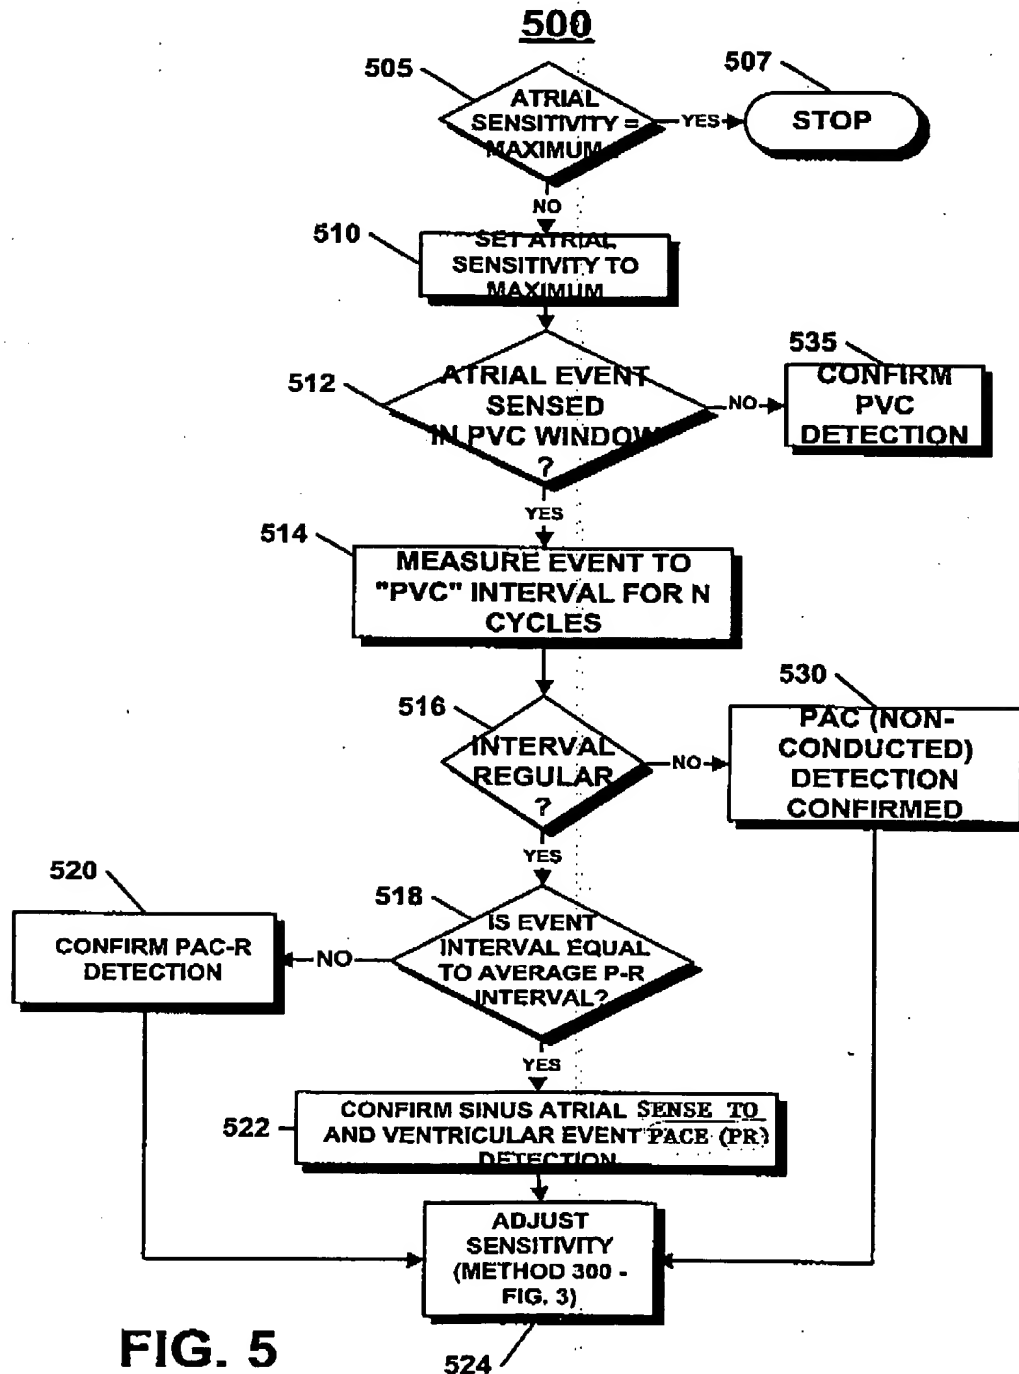 500
505
507
ATRIAL
SENSITIVITY =
MAXIMUM
YES
STOP
NO
510
SET ATRIAL
SENSITIVITY TO
MAXIMUM
512
ATRIAL EVENT
SENSED
IN PVC WINDOW
?
NO
535
CONFIRM
PVC
DETECTION
YES
514
MEASURE EVENT TO
"PVC" INTERVAL FOR N
CYCLES
516
INTERVAL
REGULAR
?
NO
530
PAC (NON-
CONDUCTED)
DETECTION
CONFIRMED
YES
518
IS EVENT
INTERVAL EQUAL
TO AVERAGE P-R
INTERVAL?
NO
520
CONFIRM PAC-R
DETECTION
YES
522
CONFIRM SINUS ATRIAL SENSE TO
AND VENTRICULAR EVENT PACE (PR)
DETECTION
ADJUST
SENSITIVITY
(METHOD 300 -
FIG. 3)
524
FIG. 5